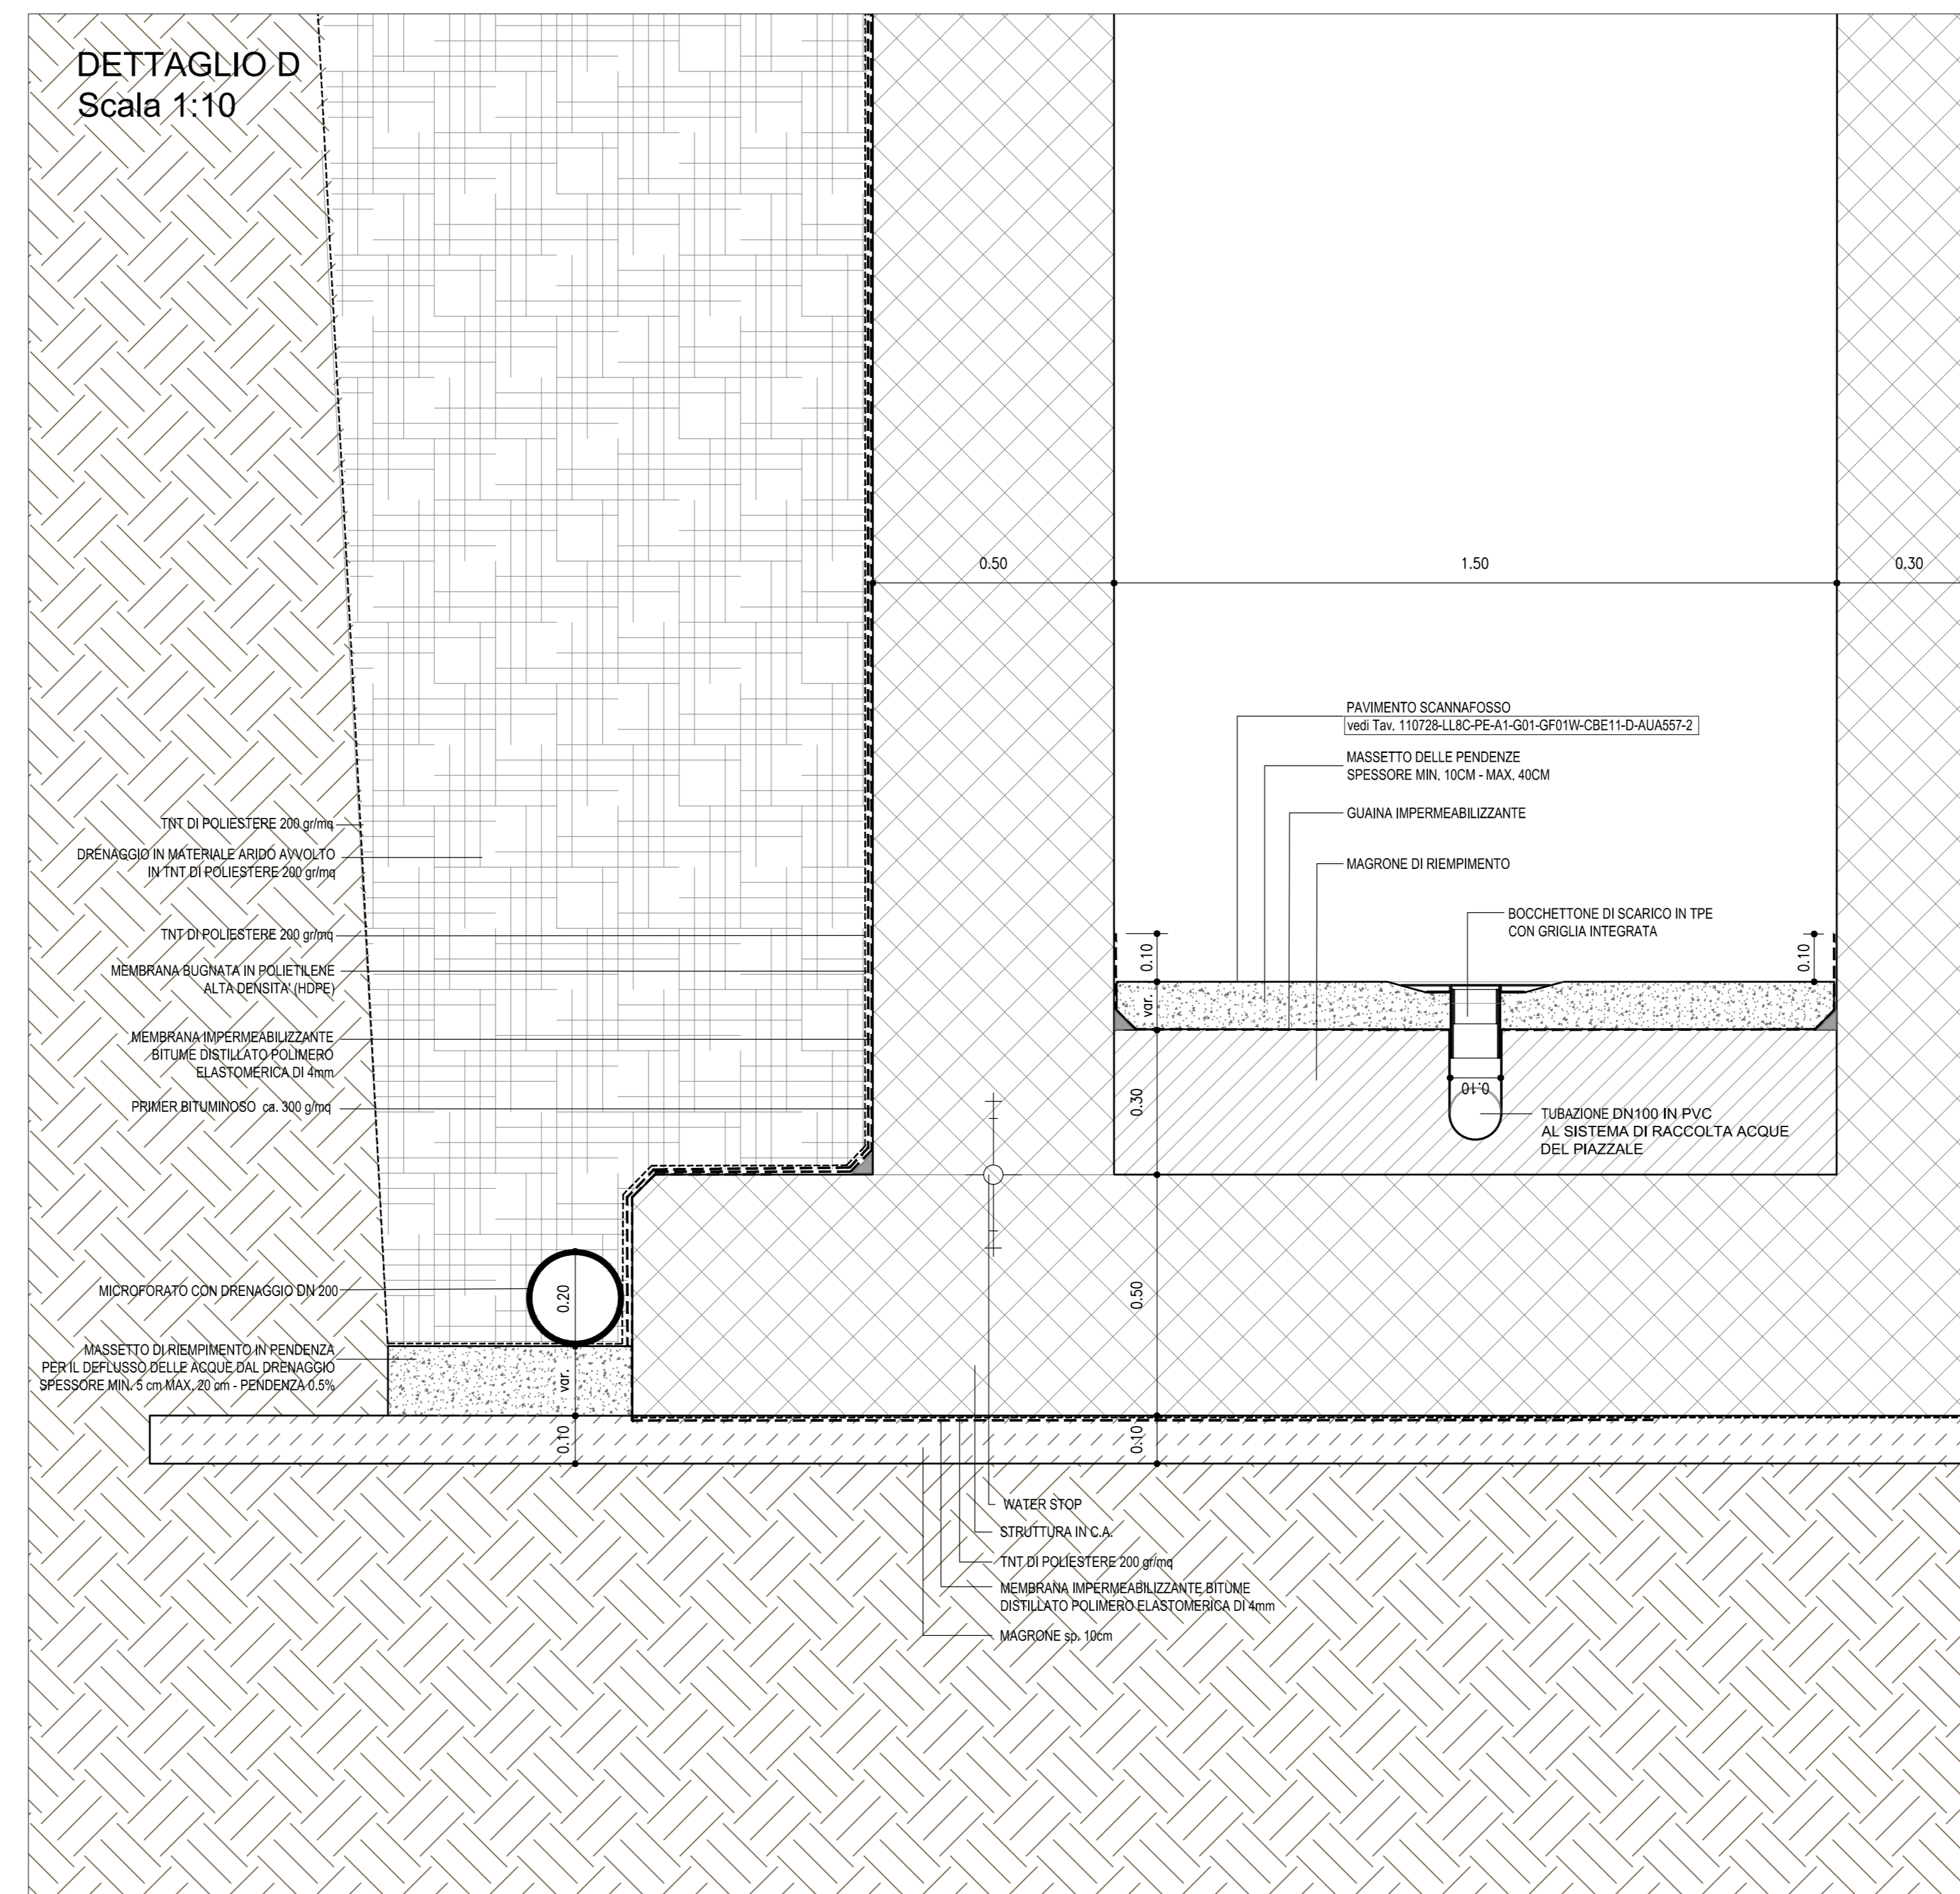 DETTAGLIO D
Scala 1:10
0.50
1.50
0.30
PAVIMENTO SCANNAFOSSO
vedi Tav. 110728-LL8C-PE-A1-G01-GF01W-CBE11-D-AUA557-2
MASSETTO DELLE PENDENZE
SPESSORE MIN. 10CM - MAX. 40CM
GUAINA IMPERMEABILIZZANTE
MAGRONE DI RIEMPIMENTO
BOCCHETTONE DI SCARICO IN TPE
CON GRIGLIA INTEGRATA
0.10
0.10
var.
0.30
0.10
TUBAZIONE DN100 IN PVC
AL SISTEMA DI RACCOLTA ACQUE
DEL PIAZZALE
TNT DI POLIESTERE 200 gr/mq
DRENAGGIO IN MATERIALE ARIDO AVVOLTO
IN TNT DI POLIESTERE 200 gr/mq
TNT DI POLIESTERE 200 gr/mq
MEMBRANA BUGNATA IN POLIETILENE
ALTA DENSITA' (HDPE)
MEMBRANA IMPERMEABILIZZANTE
BITUME DISTILLATO POLIMERO
ELASTOMERICA DI 4mm
PRIMER BITUMINOSO ca. 300 g/mq
MICROFORATO CON DRENAGGIO DN 200
0.20
0.50
MASSETTO DI RIEMPIMENTO IN PENDENZA
PER IL DEFLUSSO DELLE ACQUE DAL DRENAGGIO
SPESSORE MIN. 5 cm MAX. 20 cm - PENDENZA 0.5%
var.
0.10
0.10
WATER STOP
STRUTTURA IN C.A.
TNT DI POLIESTERE 200 gr/mq
MEMBRANA IMPERMEABILIZZANTE BITUME
DISTILLATO POLIMERO ELASTOMERICA DI 4mm
MAGRONE sp. 10cm